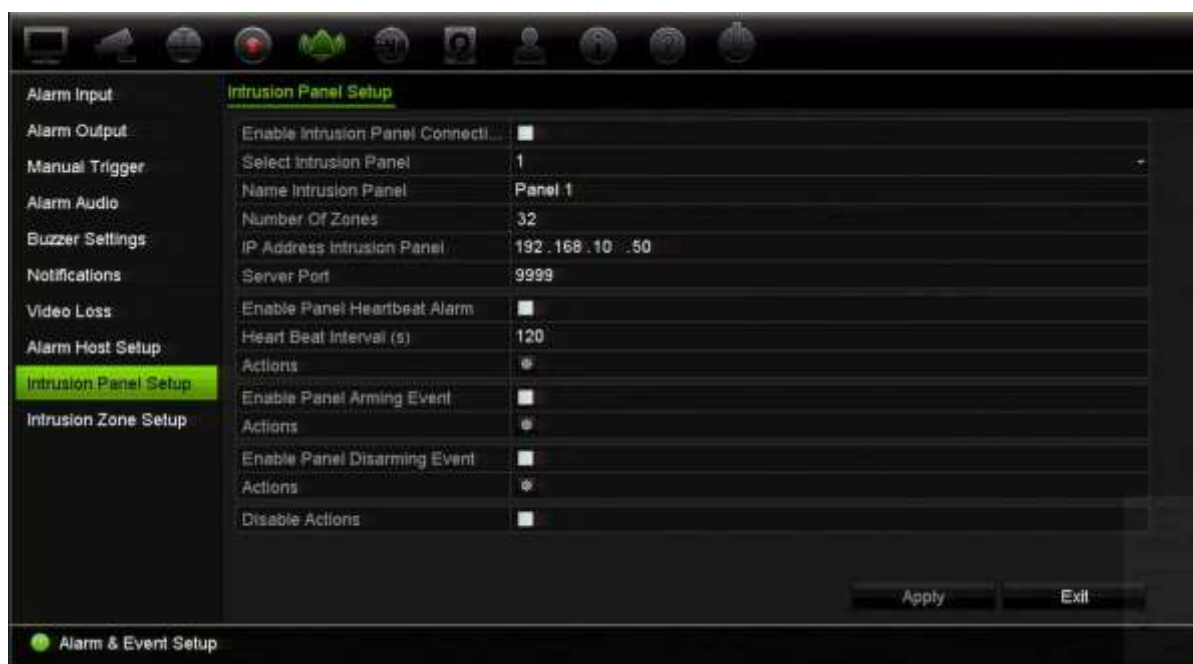 Alarm Input
Alarm Output
Manual Trigger
Alarm Audio
Buzzer Settings
Notifications
Video Loss
Alarm Host Setup
Intrusion Panel Setup
Intrusion Zone Setup
Intrusion Panel Setup
Enable Intrusion Panel Connecti...
Select Intrusion Panel 1
Name Intrusion Panel Panel 1
Number Of Zones 32
IP Address Intrusion Panel 192 .168 .10 .50
Server Port 9999
Enable Panel Heartbeat Alarm
Heart Beat Interval (s) 120
Actions
Enable Panel Arming Event
Actions
Enable Panel Disarming Event
Actions
Disable Actions
Apply Exit
Alarm & Event Setup